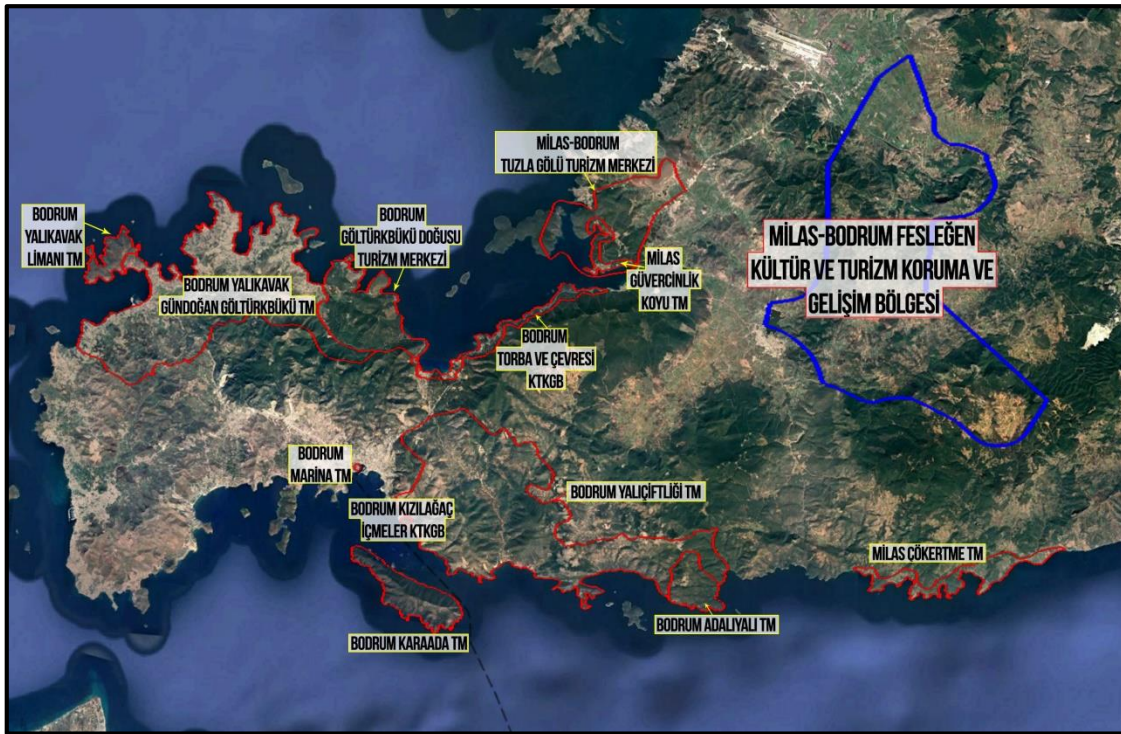 MİLAS-BODRUM
TUZLA GÖLÜ TURİZM MERKEZİ
BODRUM
YALIKAVAK
LİMANI TM
BODRUM
GÖLTÜRKBÜKÜ DOĞUSU
TURİZM MERKEZİ
MİLAS-BODRUM FESLEĞEN
KÜLTÜR VE TURİZM KORUMA VE
GELİŞİM BÖLGESİ
MİLAS
GÜVERCİNLİK
KOYU TM
BODRUM YALIKAVAK
GÜNDOĞAN GÖLTÜRKBÜKÜ TM
BODRUM
TORBA VE ÇEVRESİ
KTKGB
BODRUM
MARİNA TM
BODRUM YALIÇİFTLİĞİ TM
BODRUM KIZILAĞAÇ
İÇMELER KTKGB
MİLAS ÇÖKERTME TM
BODRUM ADALIYALI TM
BODRUM KARAADA TM